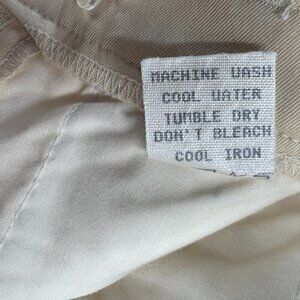 MACHINE WASH
COOL WATER
TUMBLE DRY
DON'T BLEACH
COOL IRON